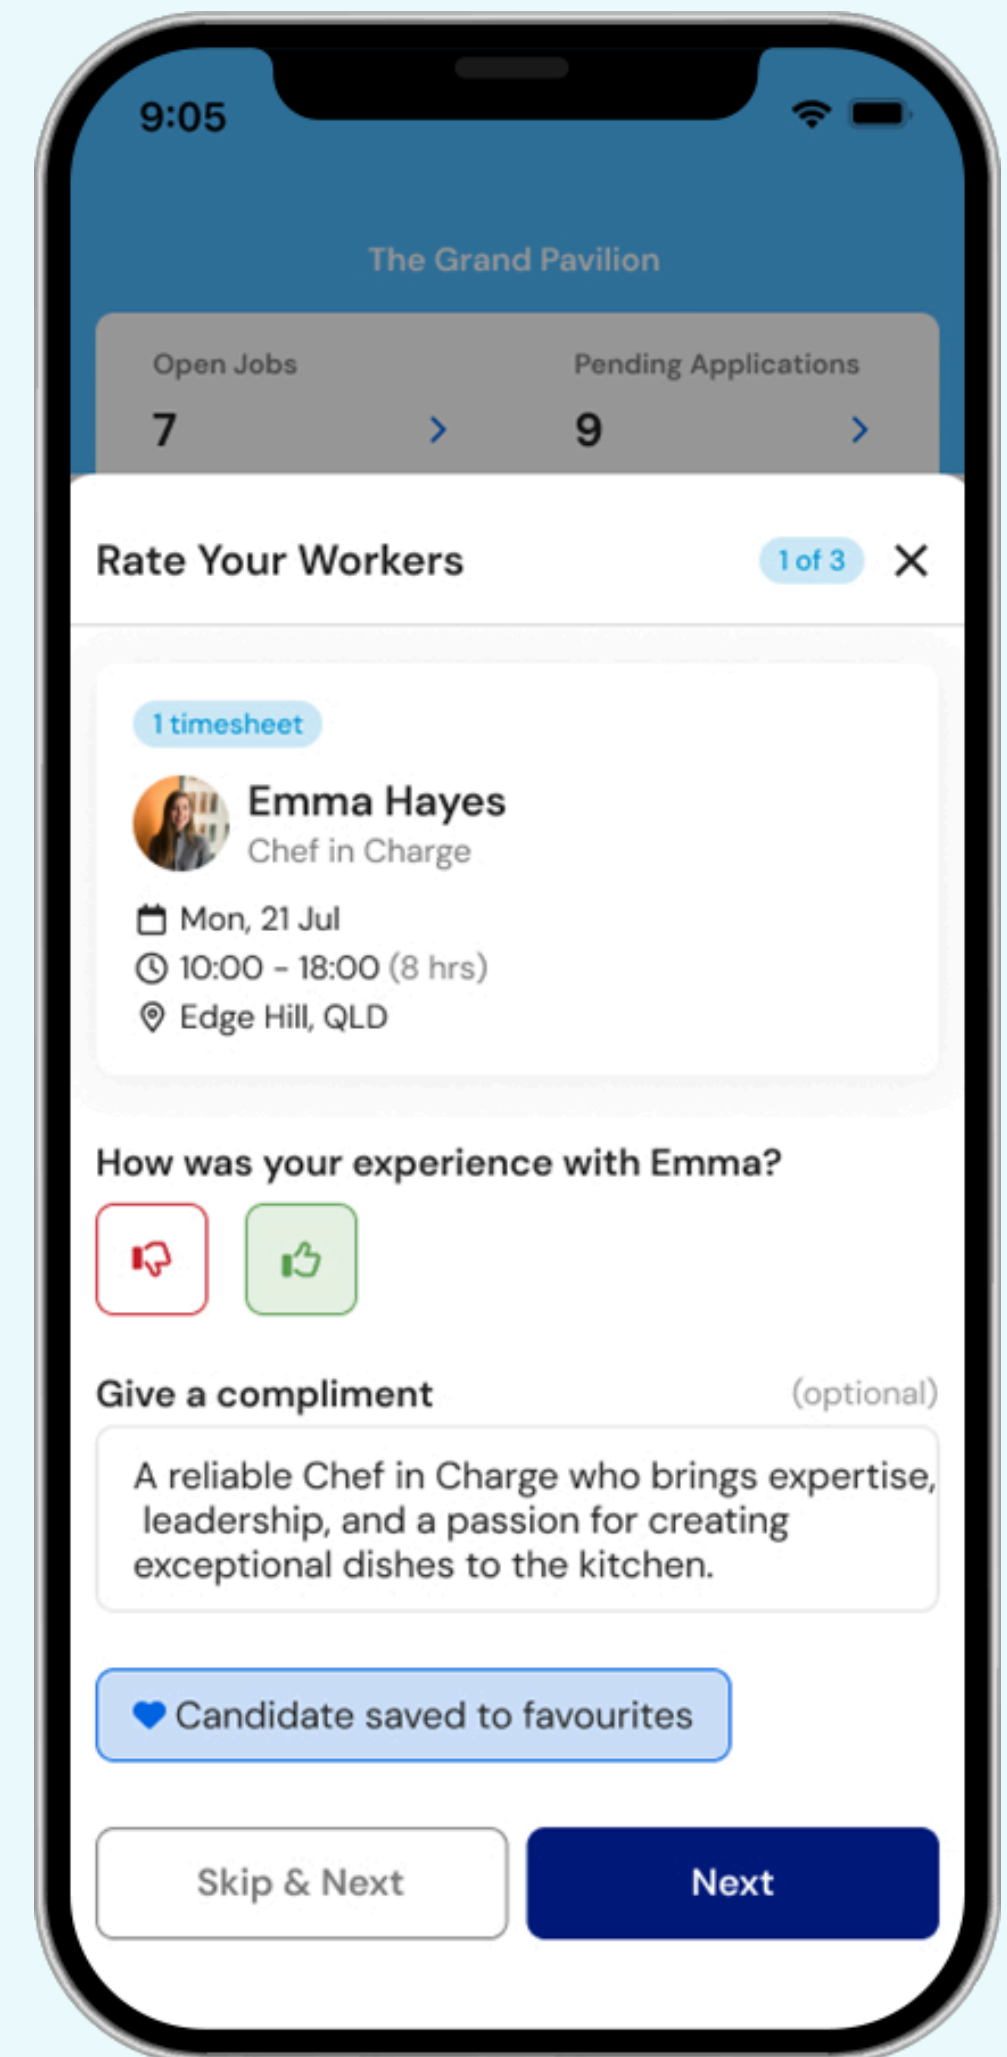 9:05
The Grand Pavilion
Open Jobs
Pending Applications
7
9
Rate Your Workers
1 of 3
1 timesheet
Emma Hayes
Chef in Charge
Mon, 21 Jul
10:00 - 18:00 (8 hrs)
Edge Hill, QLD
How was your experience with Emma?
Give a compliment
(optional)
A reliable Chef in Charge who brings expertise,
leadership, and a passion for creating
exceptional dishes to the kitchen.
Candidate saved to favourites
Skip & Next
Next